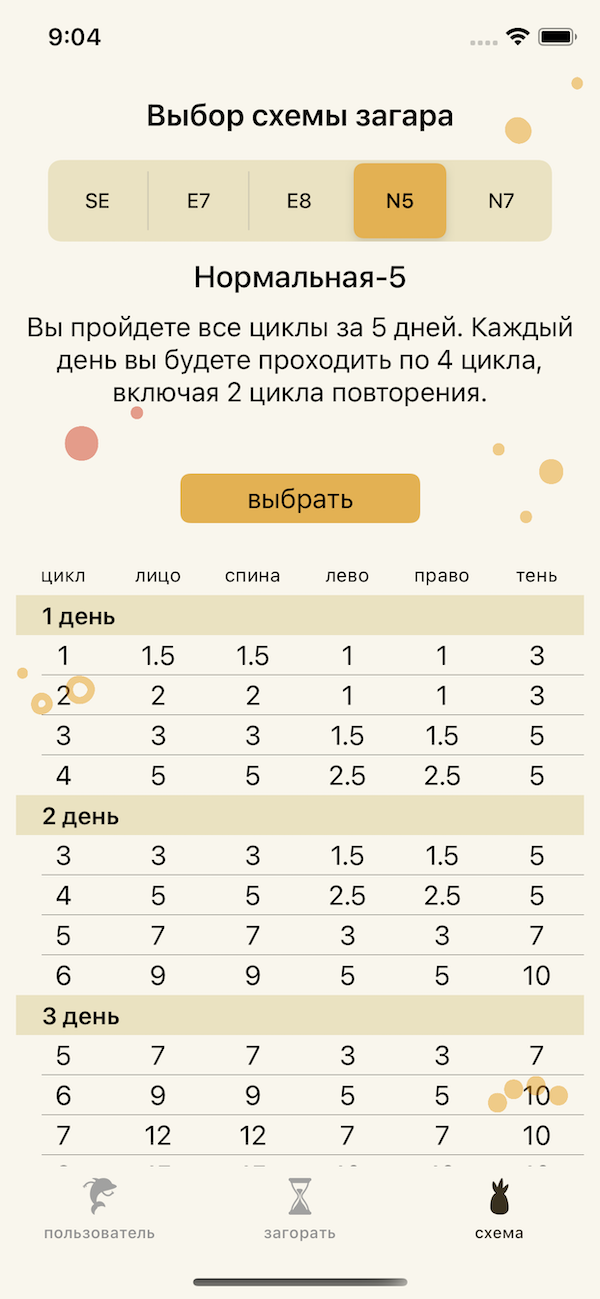 9:04
Выбор схемы загара
SE E7 E8 N5 N7
Нормальная-5
Вы пройдете все циклы за 5 дней. Каждый
день вы будете проходить по 4 цикла,
включая 2 цикла повторения.
выбрать
цикл лицо спина лево право тень
1 день
1 1.5 1.5 1 1 3
2 2 2 1 1 3
3 3 3 1.5 1.5 5
4 5 5 2.5 2.5 5
2 день
3 3 3 1.5 1.5 5
4 5 5 2.5 2.5 5
5 7 7 3 3 7
6 9 9 5 5 10
3 день
5 7 7 3 3 7
6 9 9 5 5 10
7 12 12 7 7 10
пользователь загорать схема